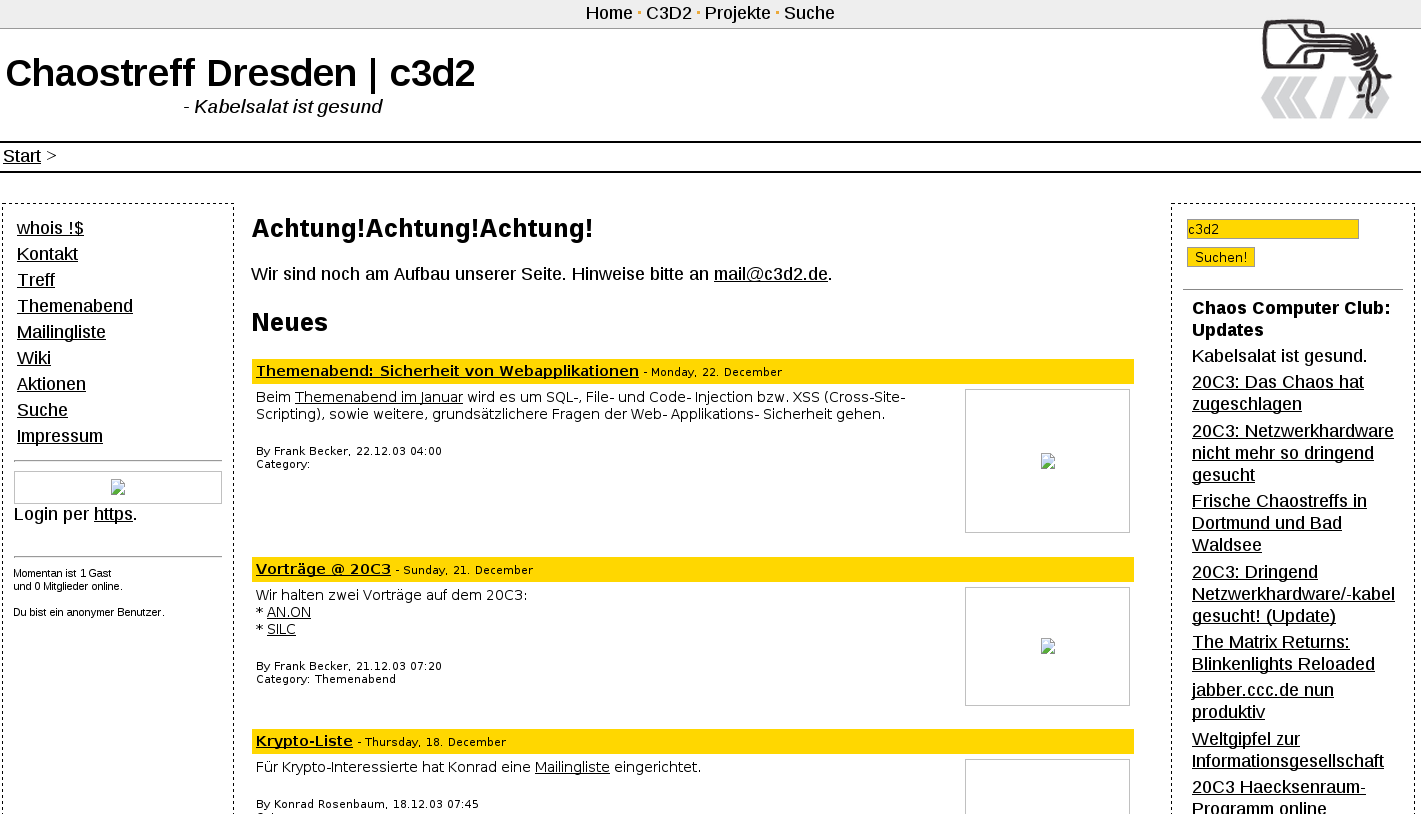 Home · C3D2 · Projekte · Suche
Chaostreff Dresden | c3d2
- Kabelsalat ist gesund
Start >
whois !$
Kontakt
Treff
Themenabend
Mailingliste
Wiki
Aktionen
Suche
Impressum
Login per https.
Momentan ist 1 Gast
und 0 Mitglieder online.
Du bist ein anonymer Benutzer.
Achtung!Achtung!Achtung!
Wir sind noch am Aufbau unserer Seite. Hinweise bitte an mail@c3d2.de.
Neues
Themenabend: Sicherheit von Webapplikationen - Monday, 22. December
Beim Themenabend im Januar wird es um SQL-, File- und Code- Injection bzw. XSS (Cross-Site-
Scripting), sowie weitere, grundsätzlichere Fragen der Web- Applikations- Sicherheit gehen.
By Frank Becker, 22.12.03 04:00
Category:
Vorträge @ 20C3 - Sunday, 21. December
Wir halten zwei Vorträge auf dem 20C3:
* AN.ON
* SILC
By Frank Becker, 21.12.03 07:20
Category: Themenabend
Krypto-Liste - Thursday, 18. December
Für Krypto-Interessierte hat Konrad eine Mailingliste eingerichtet.
By Konrad Rosenbaum, 18.12.03 07:45
c3d2
Suchen!
Chaos Computer Club:
Updates
Kabelsalat ist gesund.
20C3: Das Chaos hat
zugeschlagen
20C3: Netzwerkhardware
nicht mehr so dringend
gesucht
Frische Chaostreffs in
Dortmund und Bad
Waldsee
20C3: Dringend
Netzwerkhardware/-kabel
gesucht! (Update)
The Matrix Returns:
Blinkenlights Reloaded
jabber.ccc.de nun
produktiv
Weltgipfel zur
Informationsgesellschaft
20C3 Haecksenraum-
Programm online